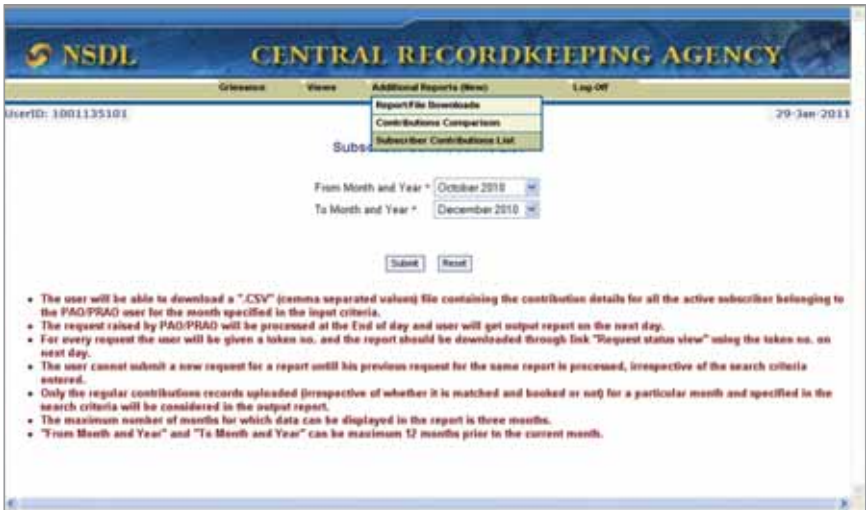 NSDL CENTRAL RECORDKEEPING AGENCY
Grievance Views Additional Reports (New) Log Off
Report/File Downloads
UserID: 1001135101 29-Jan-2011
Contributions Comparison
Subscriber Contributions List
Subs
From Month and Year * October 2010
To Month and Year * December 2010
Submit Reset
• The user will be able to download a ".CSV" (comma separated values) file containing the contribution details for all the active subscriber belonging to
the PAO/PRAO user for the month specified in the input criteria.
• The request raised by PAO/PRAO will be processed at the End of day and user will get output report on the next day.
• For every request the user will be given a token no. and the report should be downloaded through link "Request status view" using the token no. on
next day.
• The user cannot submit a new request for a report untill his previous request for the same report is processed, irrespective of the search criteria
entered.
• Only the regular contributions records uploaded (irrespective of whether it is matched and booked or not) for a particular month and specified in the
search criteria will be considered in the output report.
• The maximum number of months for which data can be displayed in the report is three months.
• "From Month and Year" and "To Month and Year" can be maximum 12 months prior to the current month.